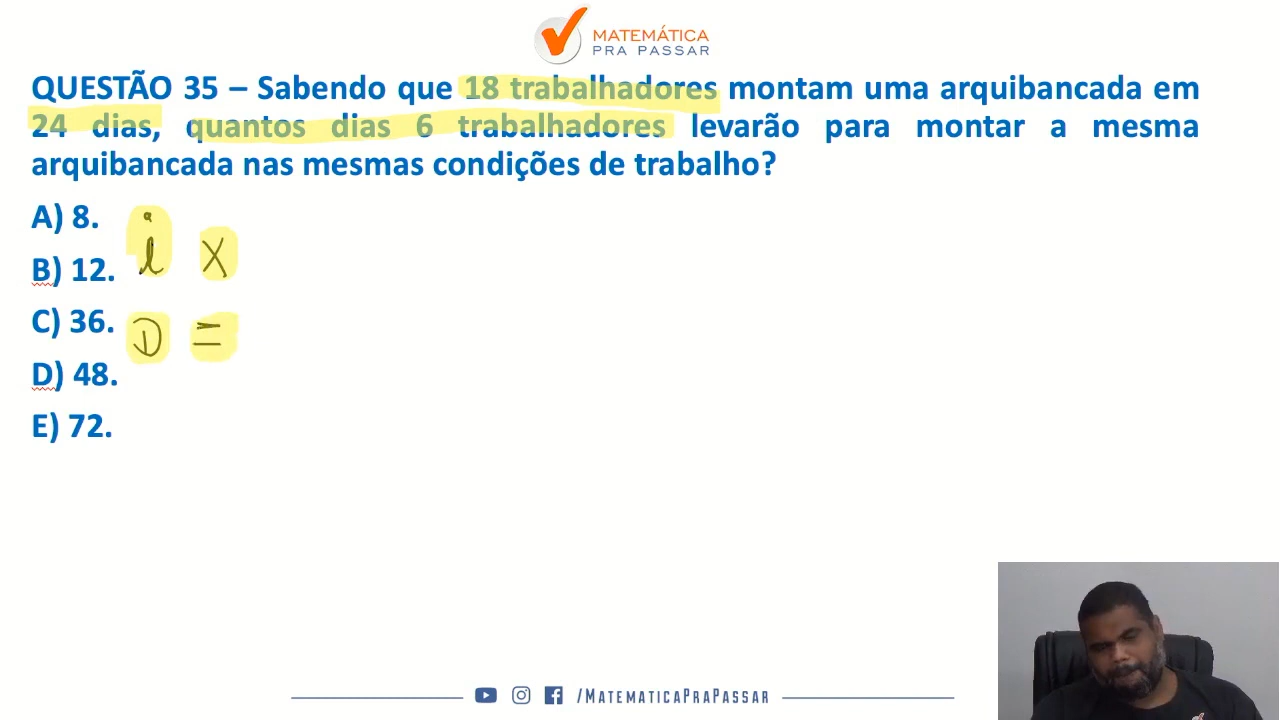 MATEMÁTICA
PRA PASSAR
QUESTÃO 35 – Sabendo que 18 trabalhadores montam uma arquibancada em
24 dias, quantos dias 6 trabalhadores levarão para montar a mesma
arquibancada nas mesmas condições de trabalho?
A) 8.
B) 12.
i X
C) 36.
D =
D) 48.
E) 72.
/MATEMATICAPRAPASSAR